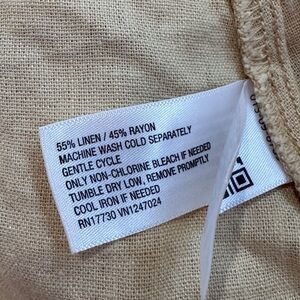 55% LINEN / 45% RAYON
MACHINE WASH COLD SEPARATELY
GENTLE CYCLE
ONLY NON-CHLORINE BLEACH IF NEEDED
TUMBLE DRY LOW, REMOVE PROMPTLY
COOL IRON IF NEEDED
RN17730 VN1247024